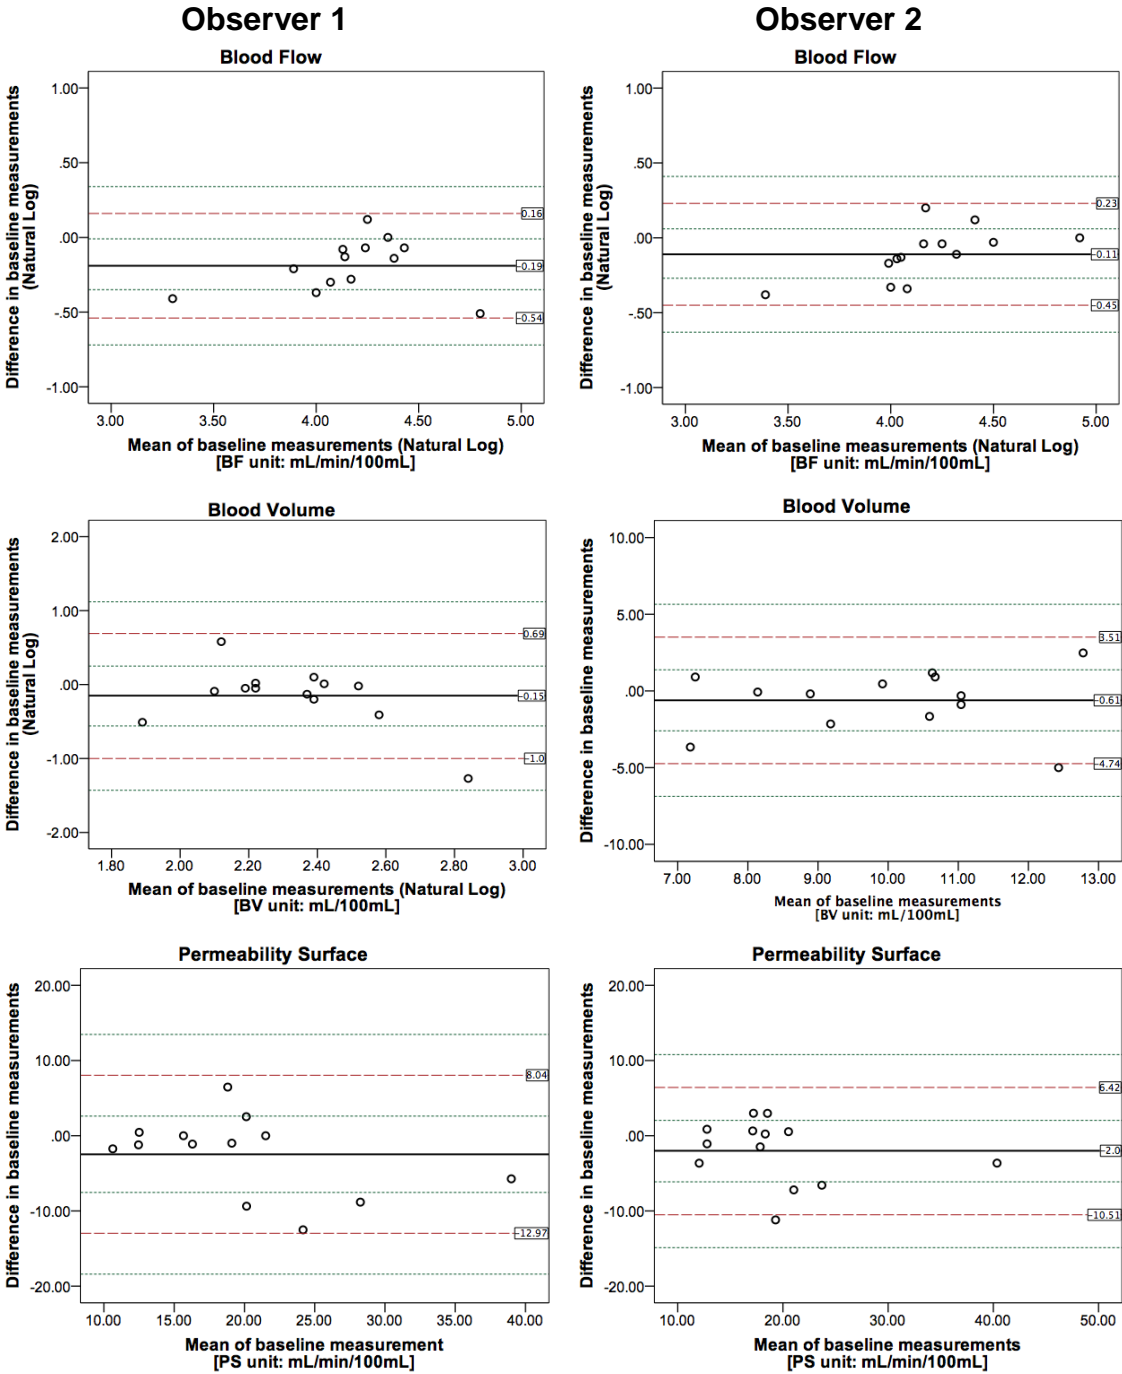 Observer 1
Observer 2
Blood Flow
1.00
.50
.00
-.50
-1.00
0.16
-0.19
-0.54
3.00 3.50 4.00 4.50 5.00
Difference in baseline measurements
(Natural Log)
Mean of baseline measurements (Natural Log)
[BF unit: mL/min/100mL]
Blood Flow
1.00
.50
.00
-.50
-1.00
0.23
-0.11
-0.45
3.00 3.50 4.00 4.50 5.00
Difference in baseline measurements
(Natural Log)
Mean of baseline measurements (Natural Log)
[BF unit: mL/min/100mL]
Blood Volume
2.00
1.00
.00
-1.00
-2.00
0.69
-0.15
-1.0
1.80 2.00 2.20 2.40 2.60 2.80 3.00
Difference in baseline measurements
(Natural Log)
Mean of baseline measurements (Natural Log)
[BV unit: mL/100mL]
Blood Volume
10.00
5.00
.00
-5.00
-10.00
3.51
-0.61
-4.74
7.00 8.00 9.00 10.00 11.00 12.00 13.00
Difference in baseline measurements
Mean of baseline measurements
[BV unit: mL/100mL]
Permeability Surface
20.00
10.00
.00
-10.00
-20.00
8.04
-12.97
10.00 15.00 20.00 25.00 30.00 35.00 40.00
Difference in baseline measurements
Mean of baseline measurement
[PS unit: mL/min/100mL]
Permeability Surface
20.00
10.00
.00
-10.00
-20.00
6.42
-2.0
-10.51
10.00 20.00 30.00 40.00 50.00
Difference in baseline measurements
Mean of baseline measurements
[PS unit: mL/min/100mL]